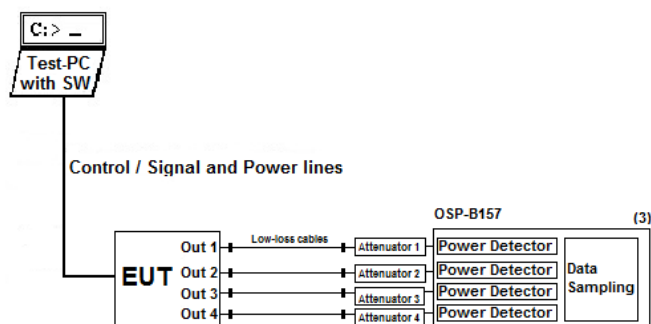 C:> _
Test-PC
with SW
Control / Signal and Power lines
OSP-B157
(3)
EUT
Out 1
Low-loss cables
Attenuator 1
Power Detector
Out 2
Attenuator 2
Power Detector
Out 3
Attenuator 3
Power Detector
Out 4
Attenuator 4
Power Detector
Data
Sampling